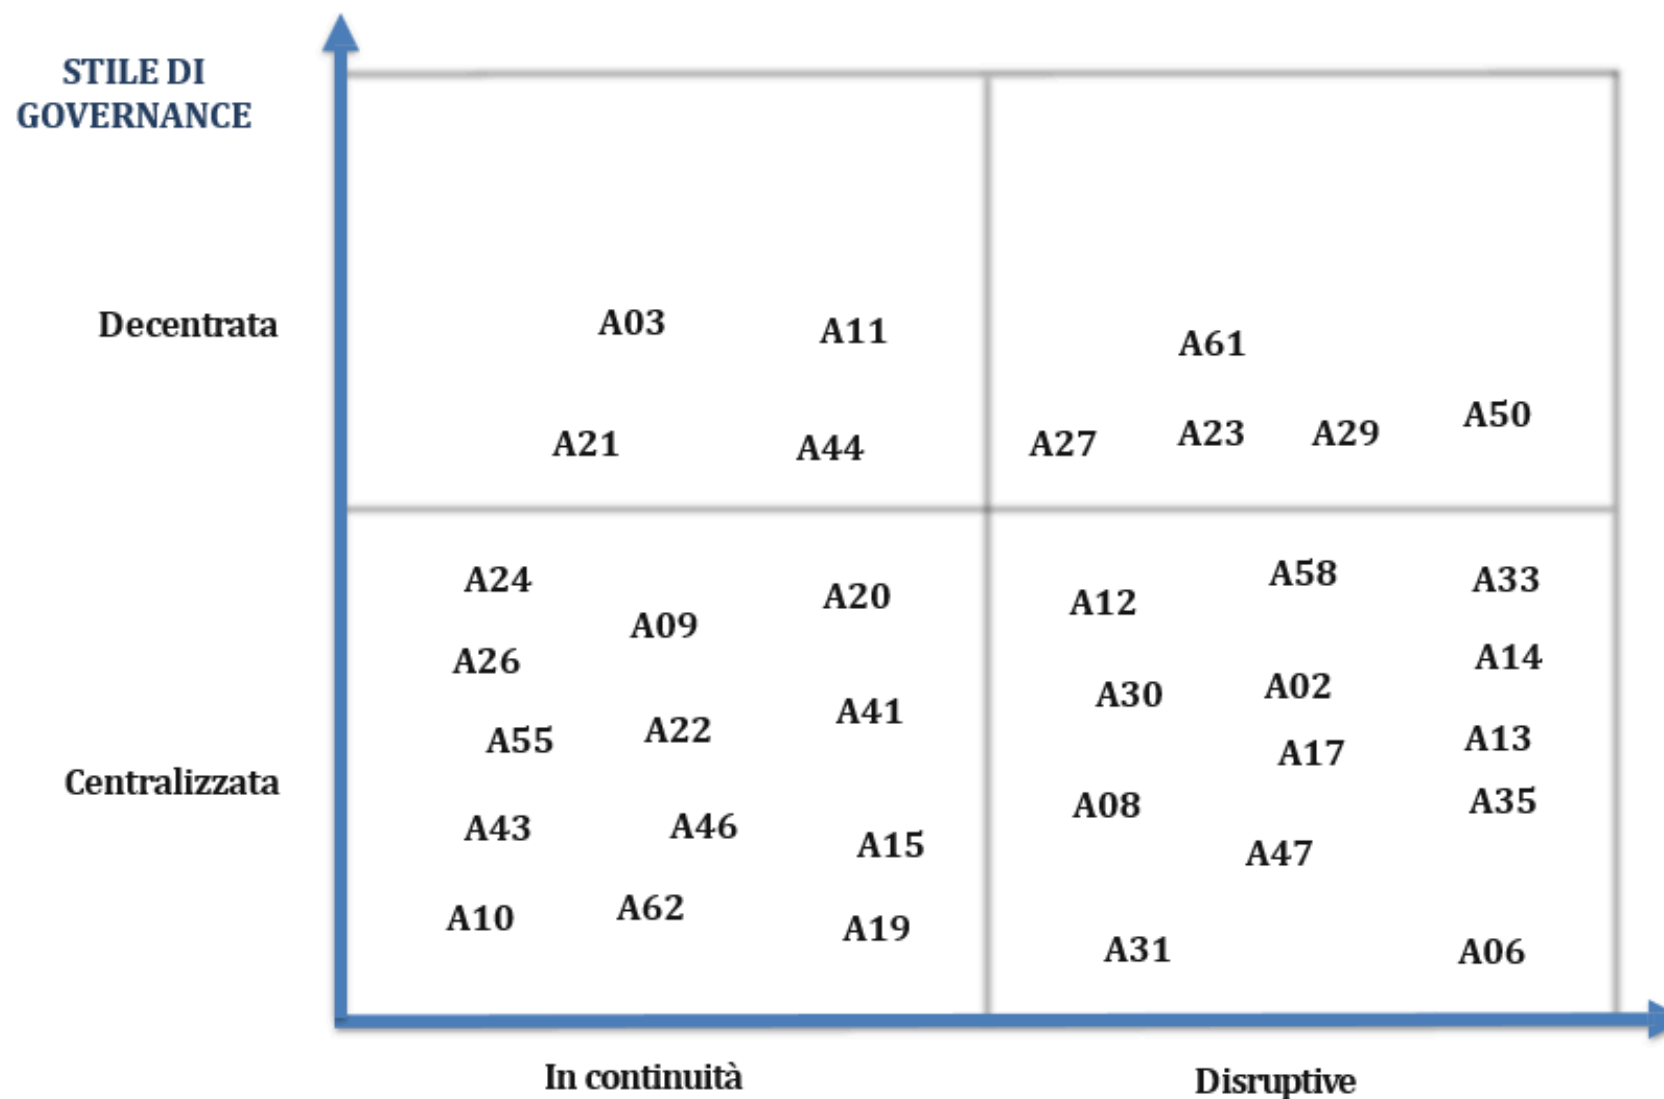 STILE DI
GOVERNANCE
Decentrata
A03
A11
A61
A50
A21
A44
A27
A23
A29
A24
A20
A12
A58
A33
A09
A26
A14
A30
A02
A55
A22
A41
A17
A13
Centralizzata
A43
A46
A15
A08
A35
A47
A10
A62
A19
A31
A06
In continuità
Disruptive